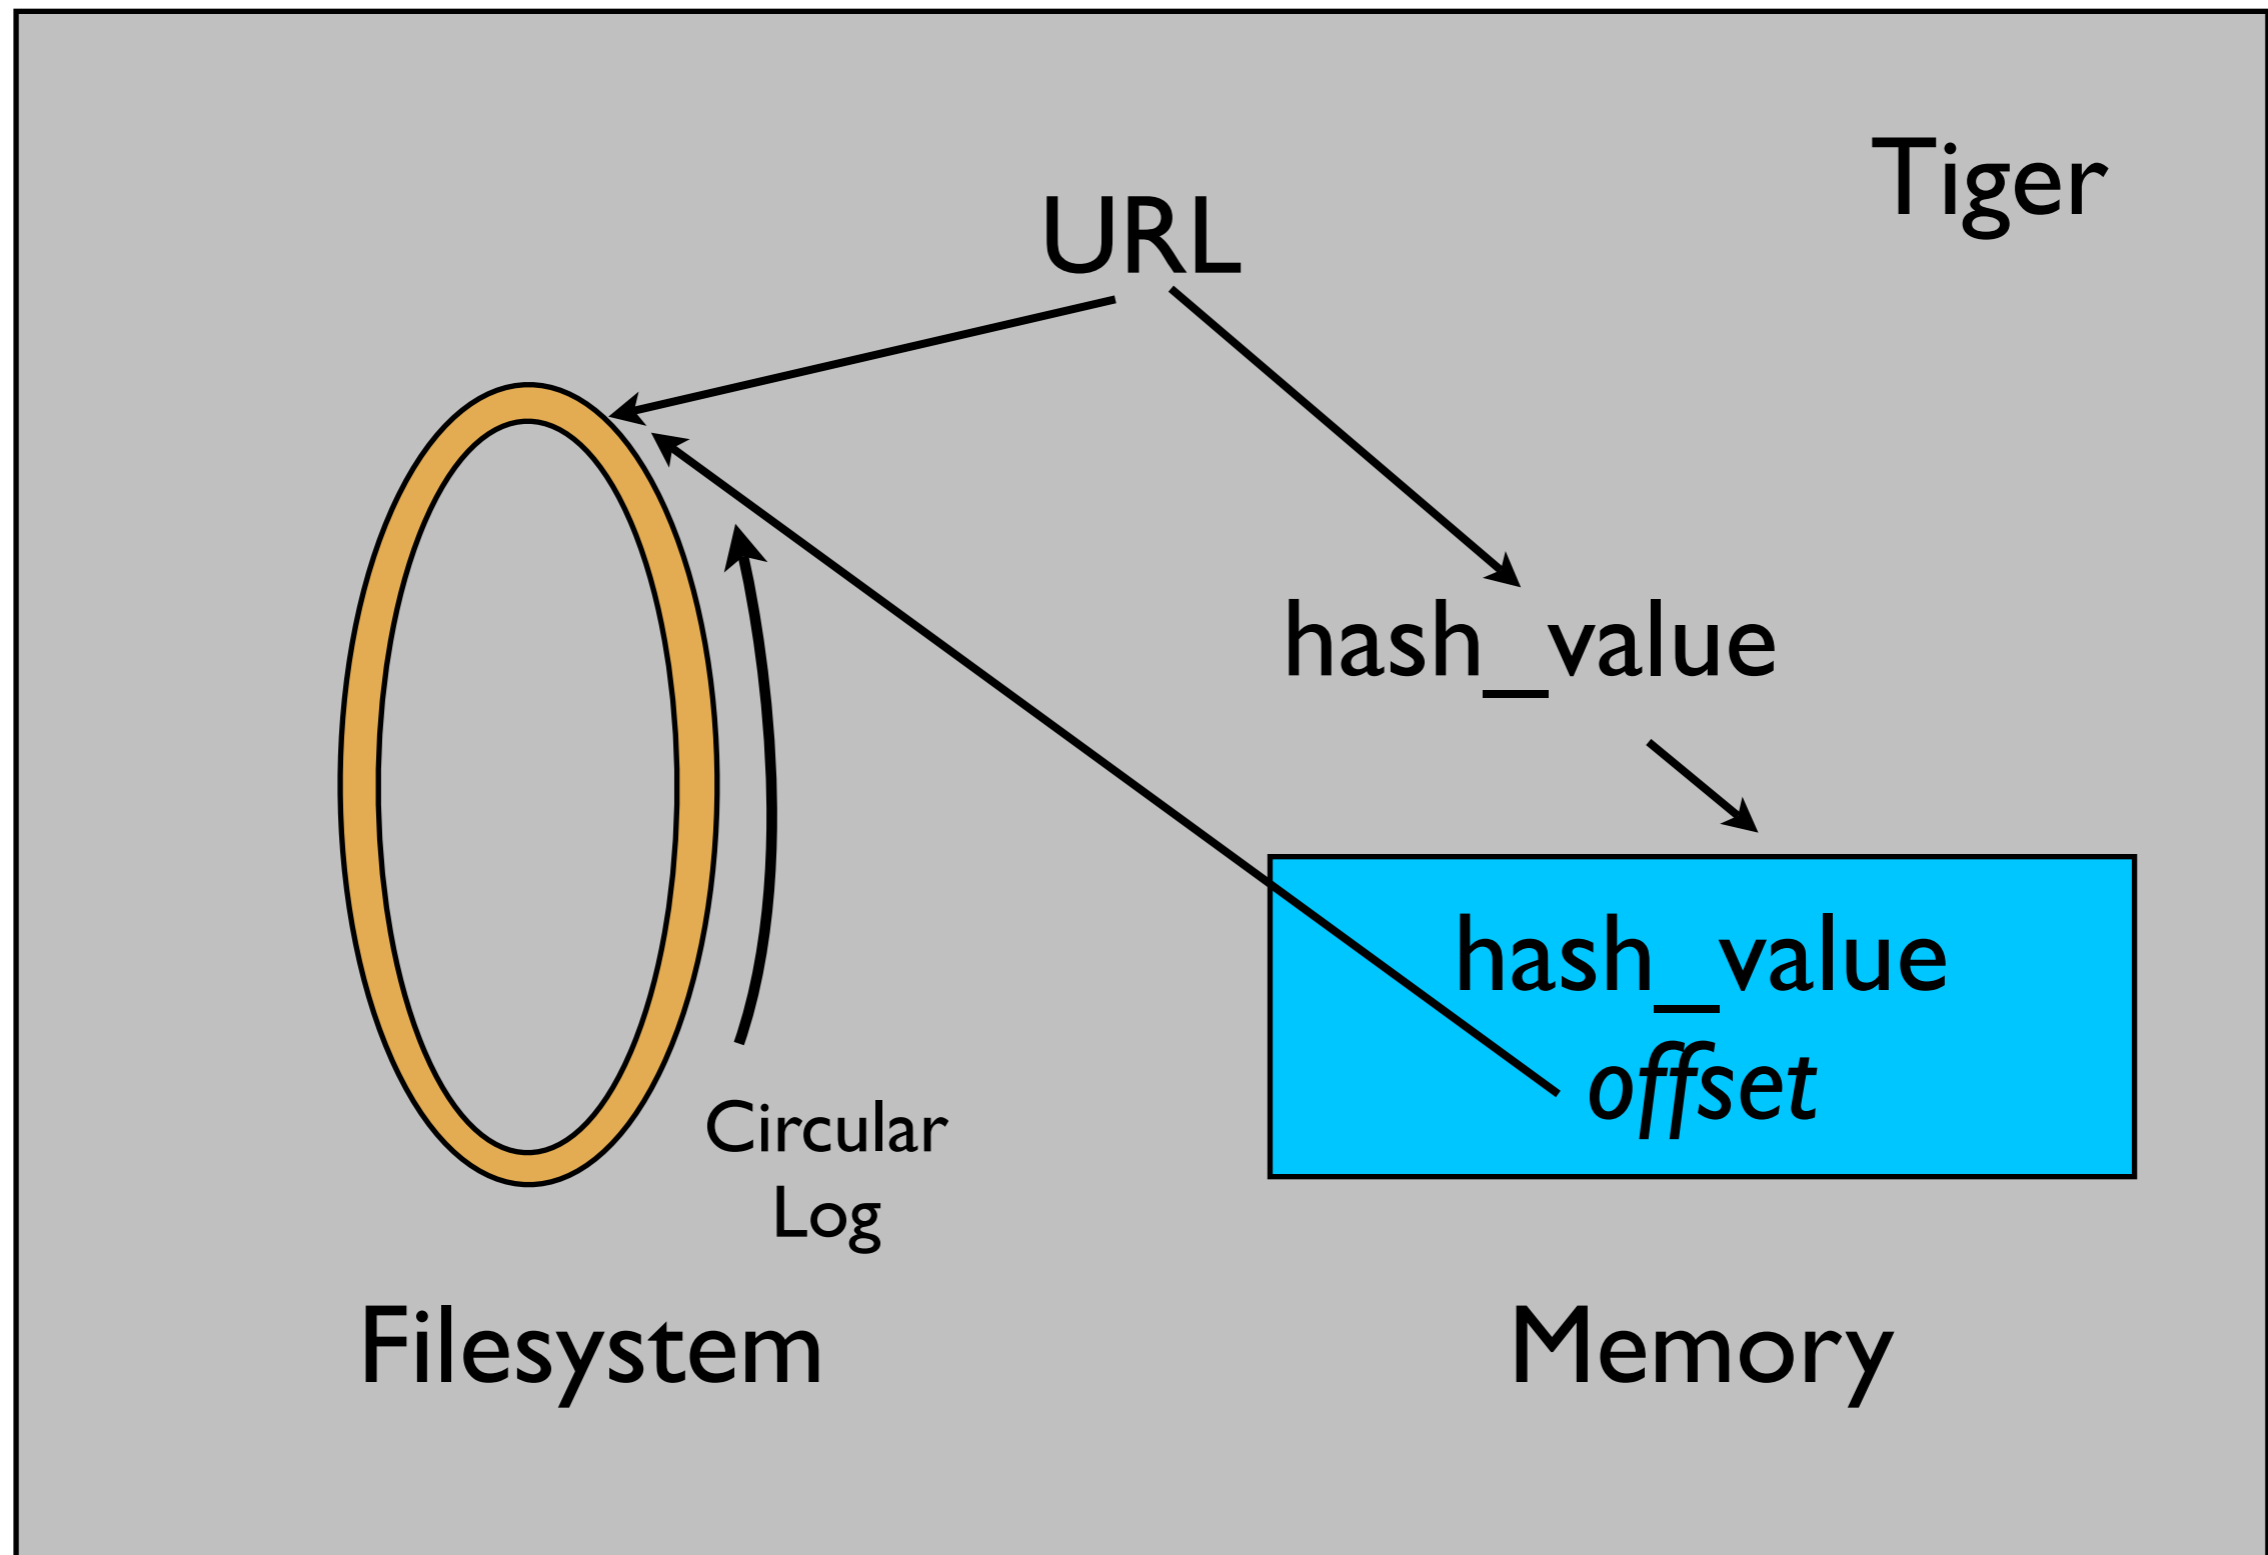 Tiger
URL
hash_value
hash_value
offset
Circular
Log
Filesystem
Memory